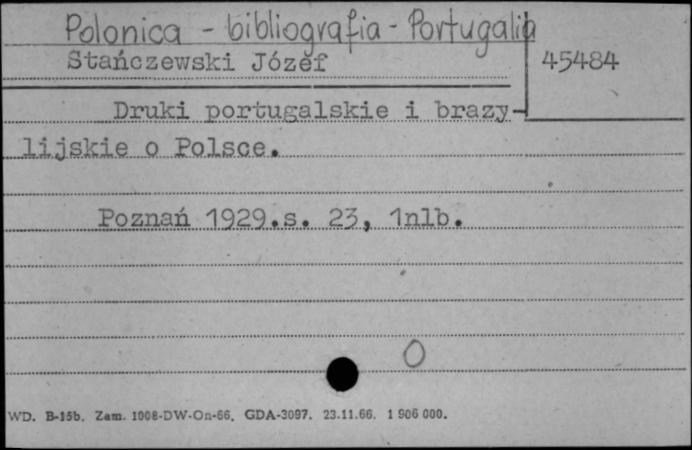 Polonica - bibliografia - Portugalia
Stańczewski Józef
45484
Druki portugalskie i brazy-
lijskie o Polsce.
Poznań 1929.s. 23, 1nlb.
O
WD. B-15b. Zam. 1008-DW-On-66. GDA-3097. 23.11.66. 1 906 000.